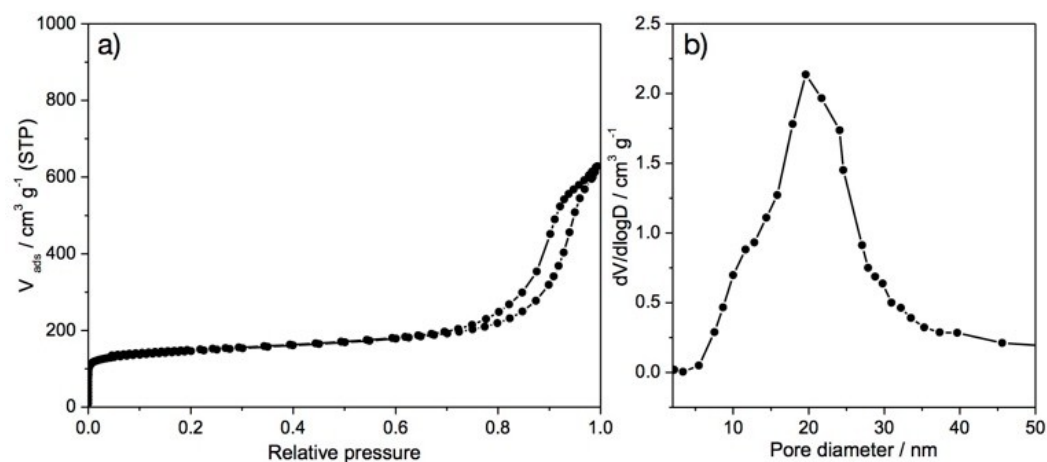 a)
1000
800
600
400
200
0
V ads / cm³ g⁻¹ (STP)
0.0 0.2 0.4 0.6 0.8 1.0
Relative pressure
b)
2.5
2.0
1.5
1.0
0.5
0.0
dV/dlogD / cm³ g⁻¹
10 20 30 40 50
Pore diameter / nm